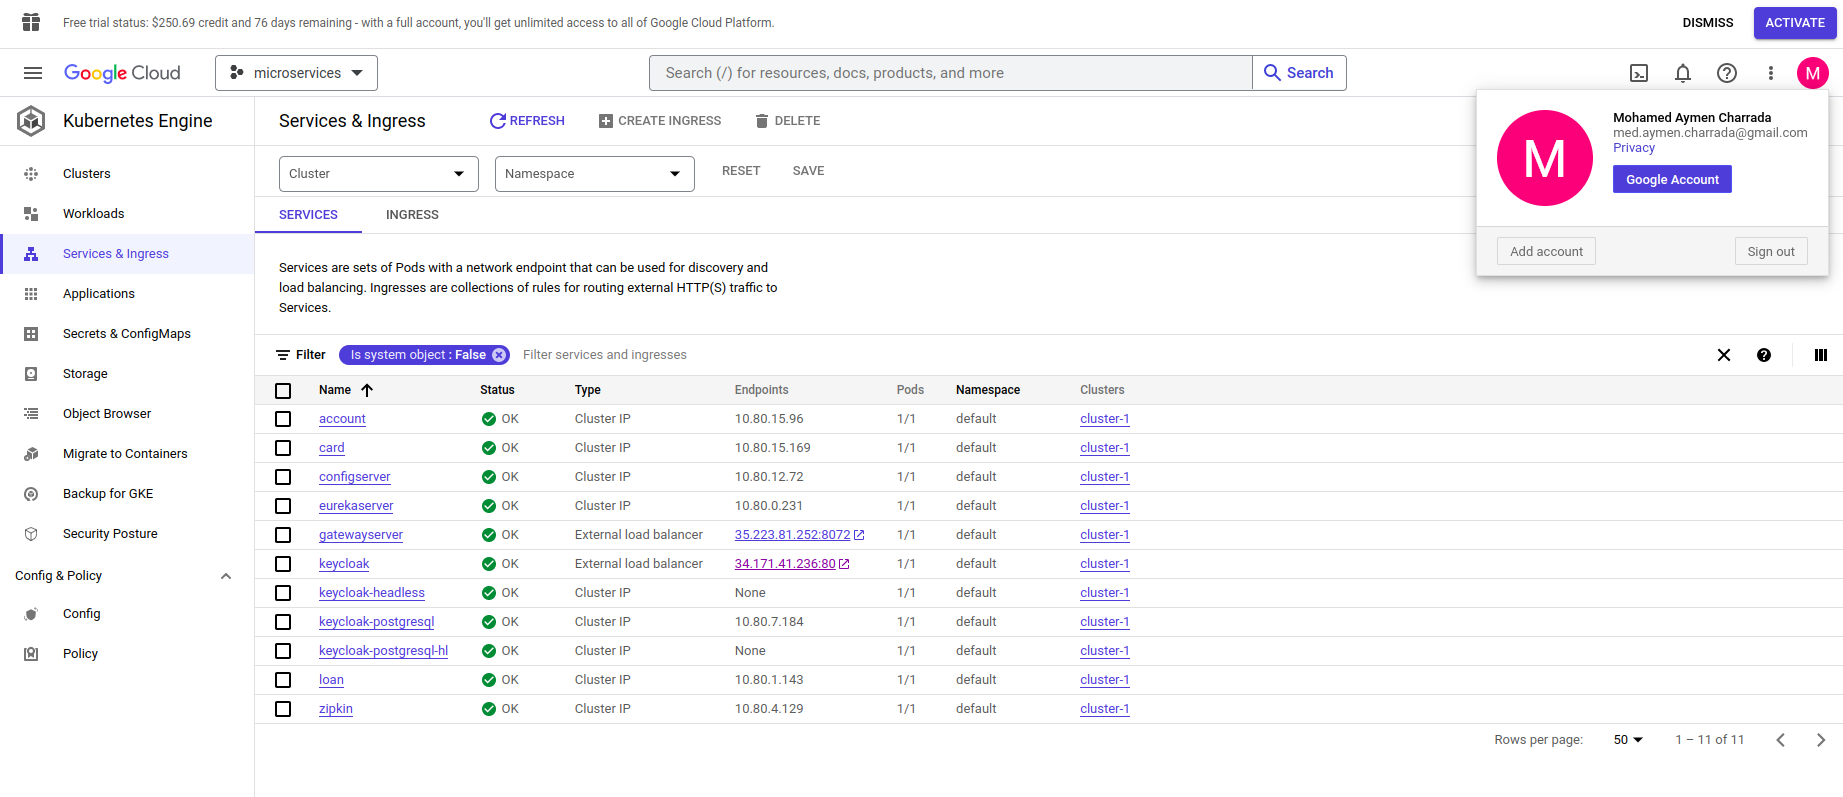 Free trial status: $250.69 credit and 76 days remaining - with a full account, you'll get unlimited access to all of Google Cloud Platform.
DISMISS
ACTIVATE
Google Cloud
microservices
Search (/) for resources, docs, products, and more
Search
M
Kubernetes Engine
Services & Ingress
REFRESH
CREATE INGRESS
DELETE
M
Mohamed Aymen Charrada
med.aymen.charrada@gmail.com
Privacy
Google Account
Add account
Sign out
Clusters
Workloads
Services & Ingress
Applications
Secrets & ConfigMaps
Storage
Object Browser
Migrate to Containers
Backup for GKE
Security Posture
Config & Policy
Config
Policy
Cluster
Namespace
RESET
SAVE
SERVICES
INGRESS
Services are sets of Pods with a network endpoint that can be used for discovery and
load balancing. Ingresses are collections of rules for routing external HTTP(S) traffic to
Services.
Filter
Is system object : False
Filter services and ingresses
Name Status Type Endpoints Pods Namespace Clusters
account OK Cluster IP 10.80.15.96 1/1 default cluster-1
card OK Cluster IP 10.80.15.169 1/1 default cluster-1
configserver OK Cluster IP 10.80.12.72 1/1 default cluster-1
eurekaserver OK Cluster IP 10.80.0.231 1/1 default cluster-1
gatewayserver OK External load balancer 35.223.81.252:8072 1/1 default cluster-1
keycloak OK External load balancer 34.171.41.236:80 1/1 default cluster-1
keycloak-headless OK Cluster IP None 1/1 default cluster-1
keycloak-postgresql OK Cluster IP 10.80.7.184 1/1 default cluster-1
keycloak-postgresql-hl OK Cluster IP None 1/1 default cluster-1
loan OK Cluster IP 10.80.1.143 1/1 default cluster-1
zipkin OK Cluster IP 10.80.4.129 1/1 default cluster-1
Rows per page: 50 1 – 11 of 11